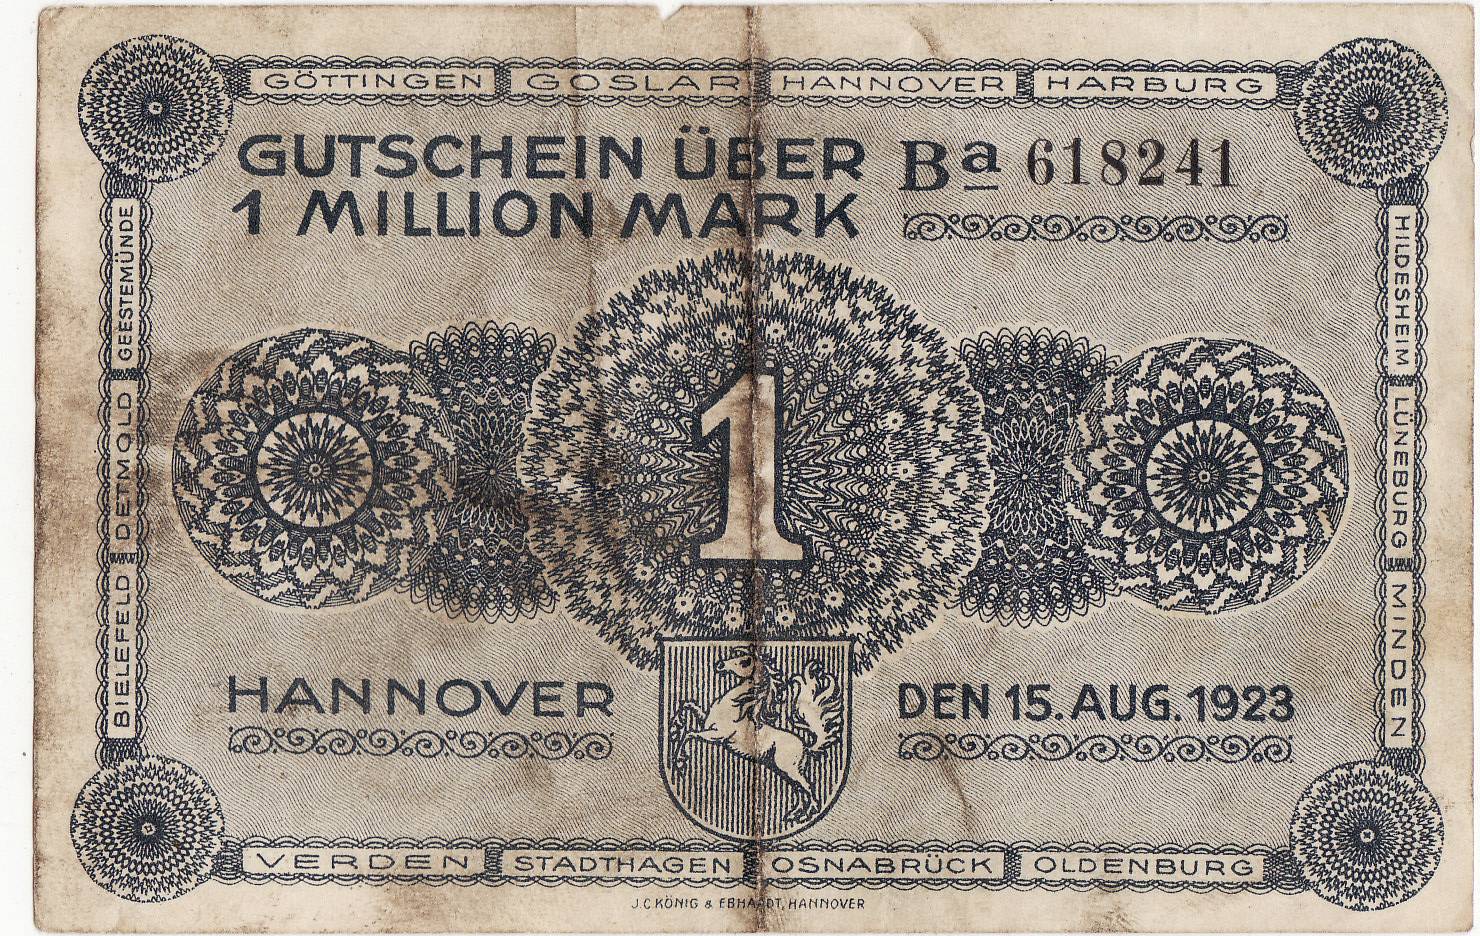 GÖTTINGEN GOSLAR HANNOVER HARBURG
GUTSCHEIN ÜBER
1 MILLION MARK
Ba 618241
GESTEMÜNDE
DETMOLD
BIELEFELD
HILDESHEIM
LÜNEBURG
MINDEN
1
HANNOVER
DEN 15. AUG. 1923
VERDEN STADTHAGEN OSNABRÜCK OLDENBURG
J.C.KÖNIG & EBHARDT, HANNOVER